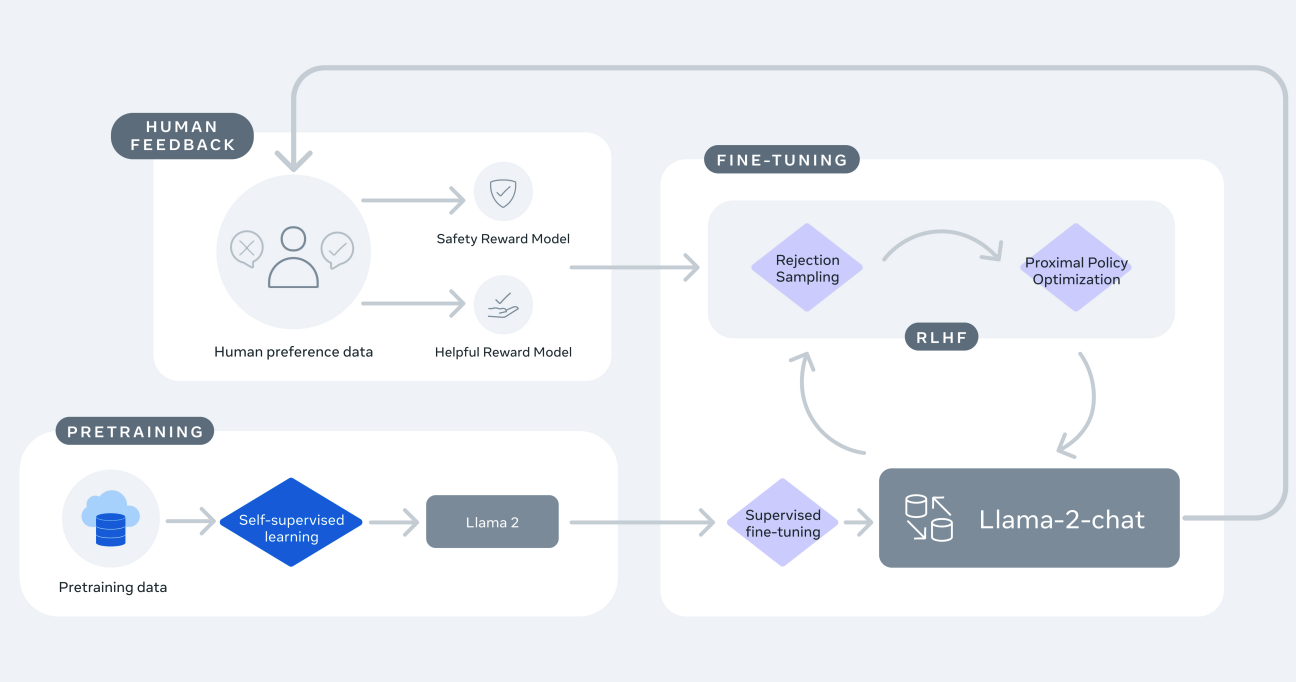 HUMAN
FEEDBACK
Safety Reward Model
Human preference data
Helpful Reward Model
FINE-TUNING
Rejection
Sampling
Proximal Policy
Optimization
RLHF
PRETRAINING
Pretraining data
Self-supervised
learning
Llama 2
Supervised
fine-tuning
Llama-2-chat